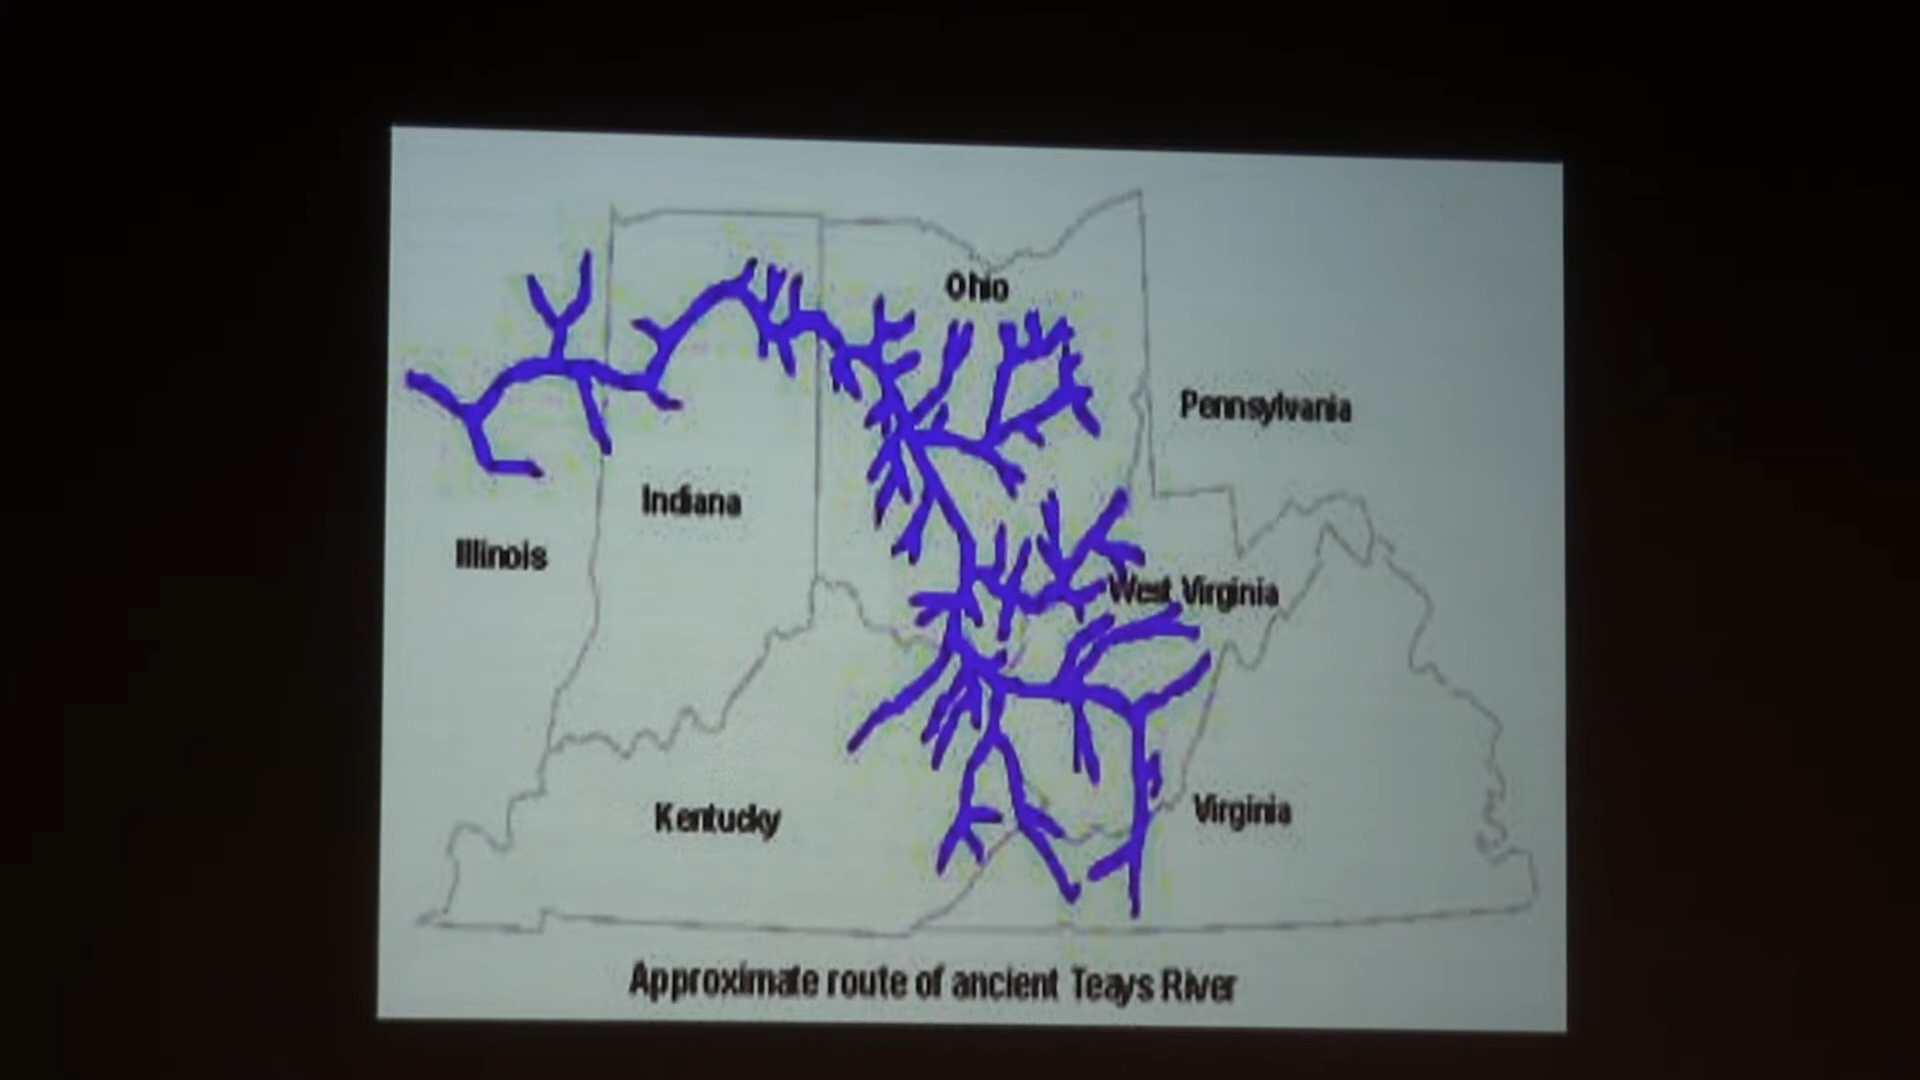 Ohio
Pennsylvania
Indiana
Illinois
West Virginia
Kentucky
Virginia
Approximate route of ancient Teays River